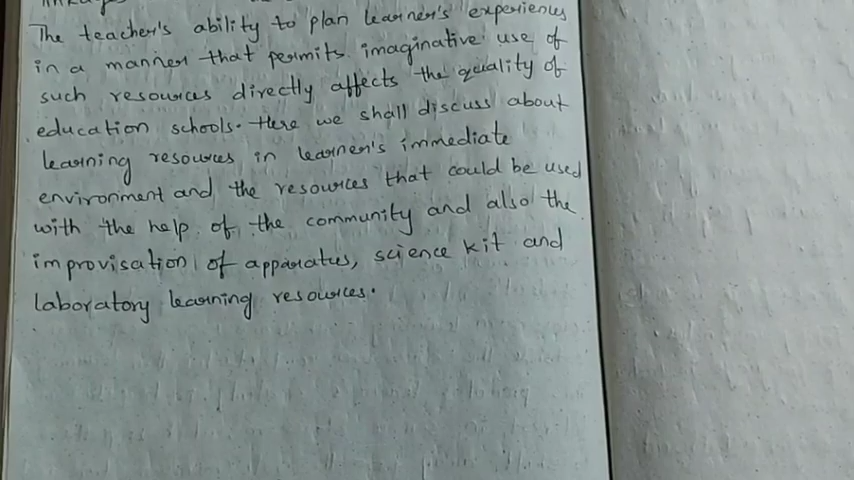 The teacher's ability to plan learner's experiences
in a manner that permits imaginative use of
such resources directly affects the quality of
education schools. Here we shall discuss about
learning resources in learner's immediate
environment and the resources that could be used
with the help of the community and also the
improvisation of apparatus, science kit and
laboratory learning resources.